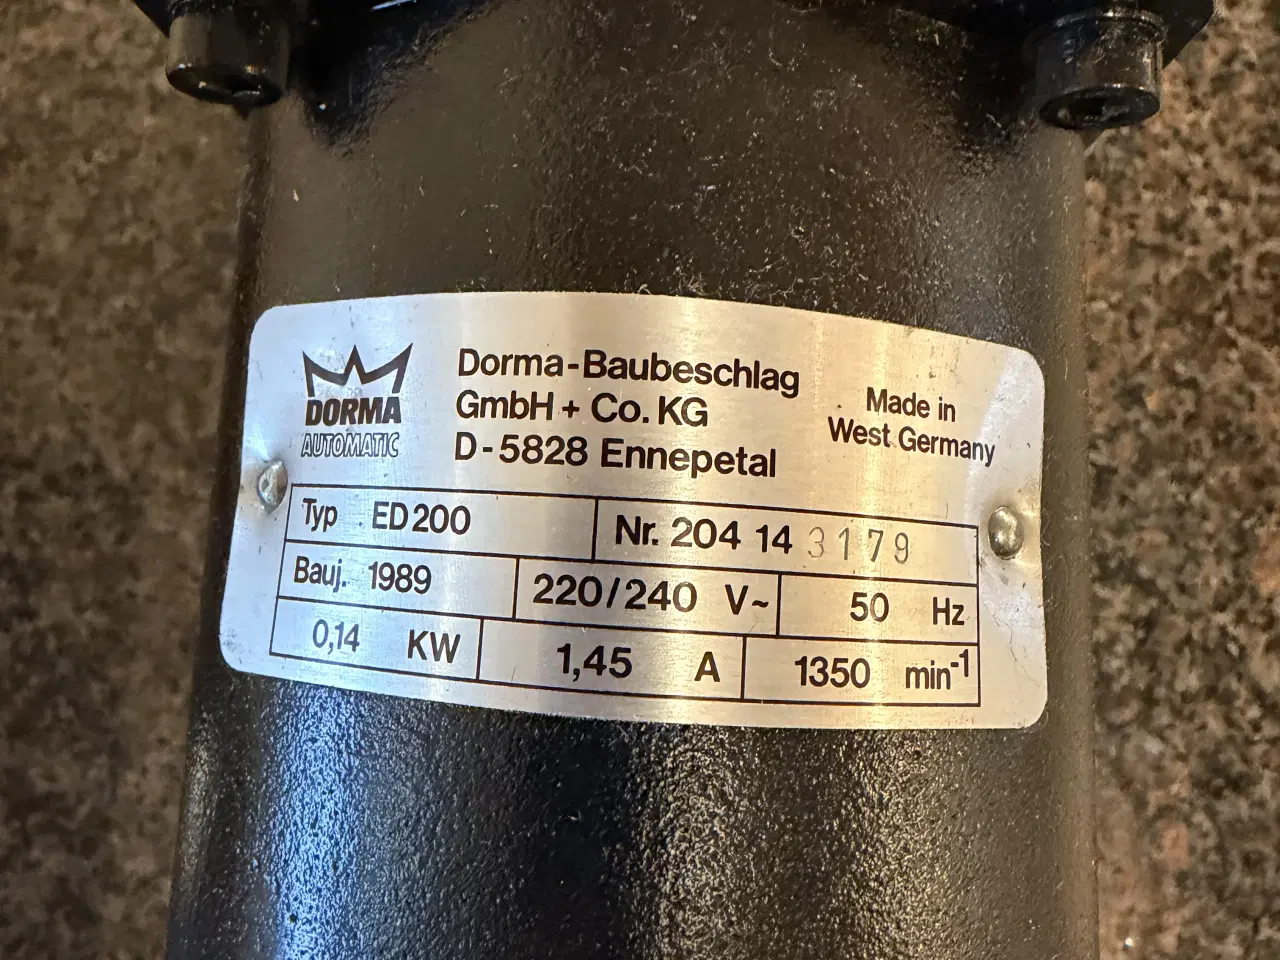 DORMA
AUTOMATIC
Dorma-Baubeschlag
GmbH + Co. KG
D-5828 Ennepetal
Made in
West Germany
Typ ED 200 Nr. 204 14 3179
Bauj. 1989 220/240 V~ 50 Hz
0,14 KW 1,45 A 1350 min⁻¹